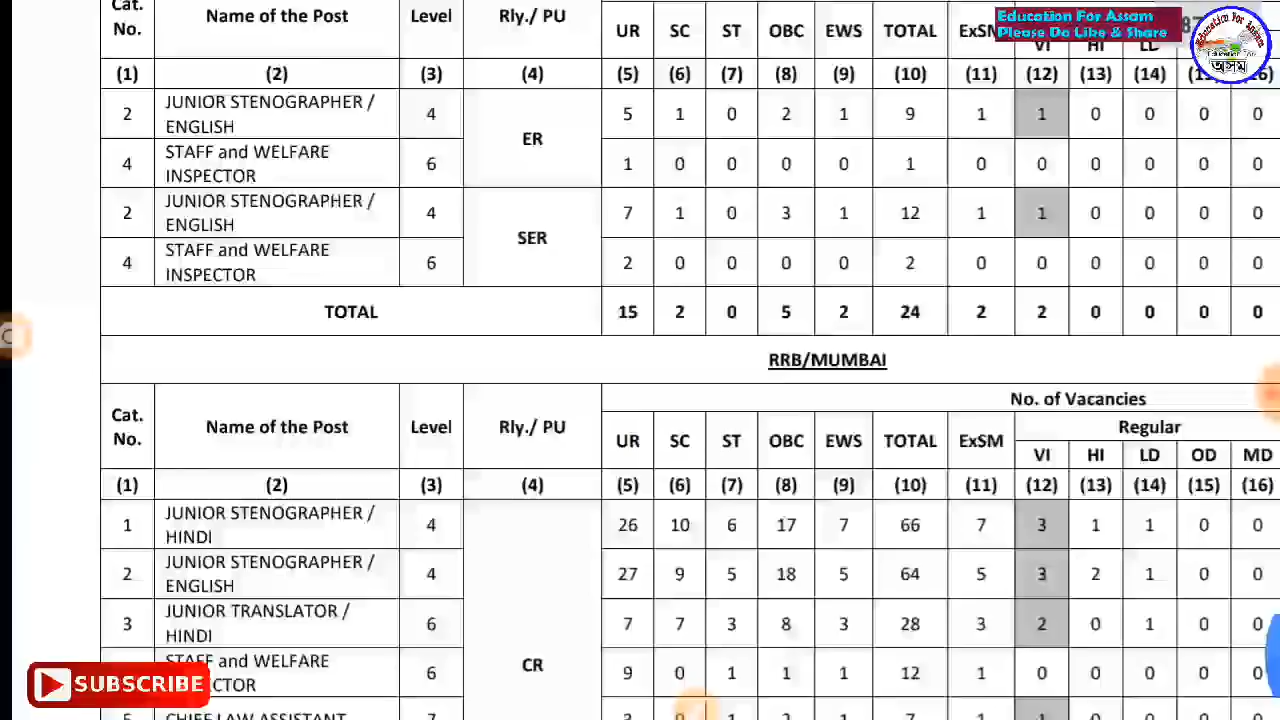 Education For Assam
Please Do Like & Share
Education For Assam
Education For
অসম
Cat. No. Name of the Post Level Rly./ PU UR SC ST OBC EWS TOTAL ExSM VI HI LD
(1) (2) (3) (4) (5) (6) (7) (8) (9) (10) (11) (12) (13) (14)
2 JUNIOR STENOGRAPHER / ENGLISH 4 ER 5 1 0 2 1 9 1 1 0 0 0 0
4 STAFF and WELFARE INSPECTOR 6 1 0 0 0 0 1 0 0 0 0 0 0
2 JUNIOR STENOGRAPHER / ENGLISH 4 SER 7 1 0 3 1 12 1 1 0 0 0 0
4 STAFF and WELFARE INSPECTOR 6 2 0 0 0 0 2 0 0 0 0 0 0
TOTAL 15 2 0 5 2 24 2 2 0 0 0 0
RRB/MUMBAI
No. of Vacancies
Regular
Cat. No. Name of the Post Level Rly./ PU UR SC ST OBC EWS TOTAL ExSM VI HI LD OD MD
(1) (2) (3) (4) (5) (6) (7) (8) (9) (10) (11) (12) (13) (14) (15) (16)
1 JUNIOR STENOGRAPHER / HINDI 4 CR 26 10 6 17 7 66 7 3 1 1 0 0
2 JUNIOR STENOGRAPHER / ENGLISH 4 27 9 5 18 5 64 5 3 2 1 0 0
3 JUNIOR TRANSLATOR / HINDI 6 7 7 3 8 3 28 3 2 0 1 0 0
STAFF and WELFARE 6 9 0 1 1 1 12 1 0 0 0 0 0
CHIEF LAW ASSISTANT
SUBSCRIBE